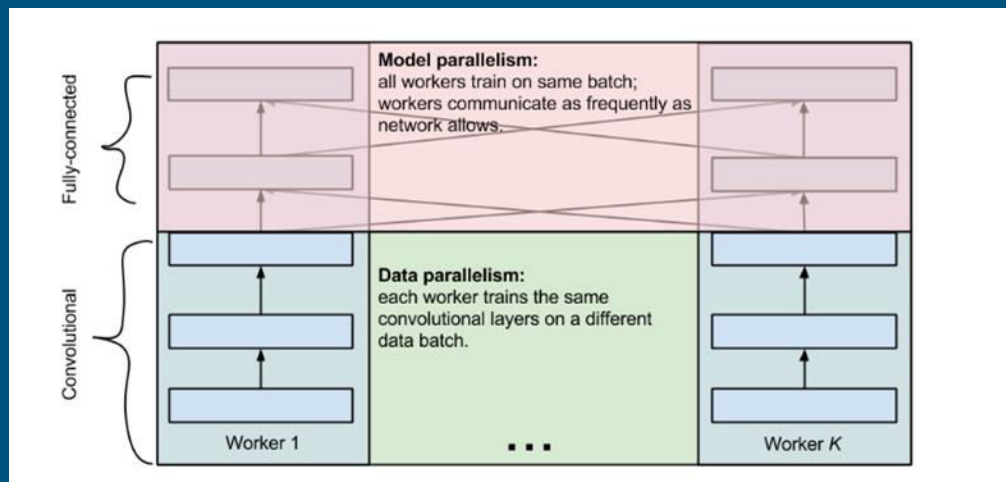 Model parallelism:
all workers train on same batch;
workers communicate as frequently as
network allows.
Fully-connected
Data parallelism:
each worker trains the same
convolutional layers on a different
data batch.
Convolutional
Worker 1
...
Worker K